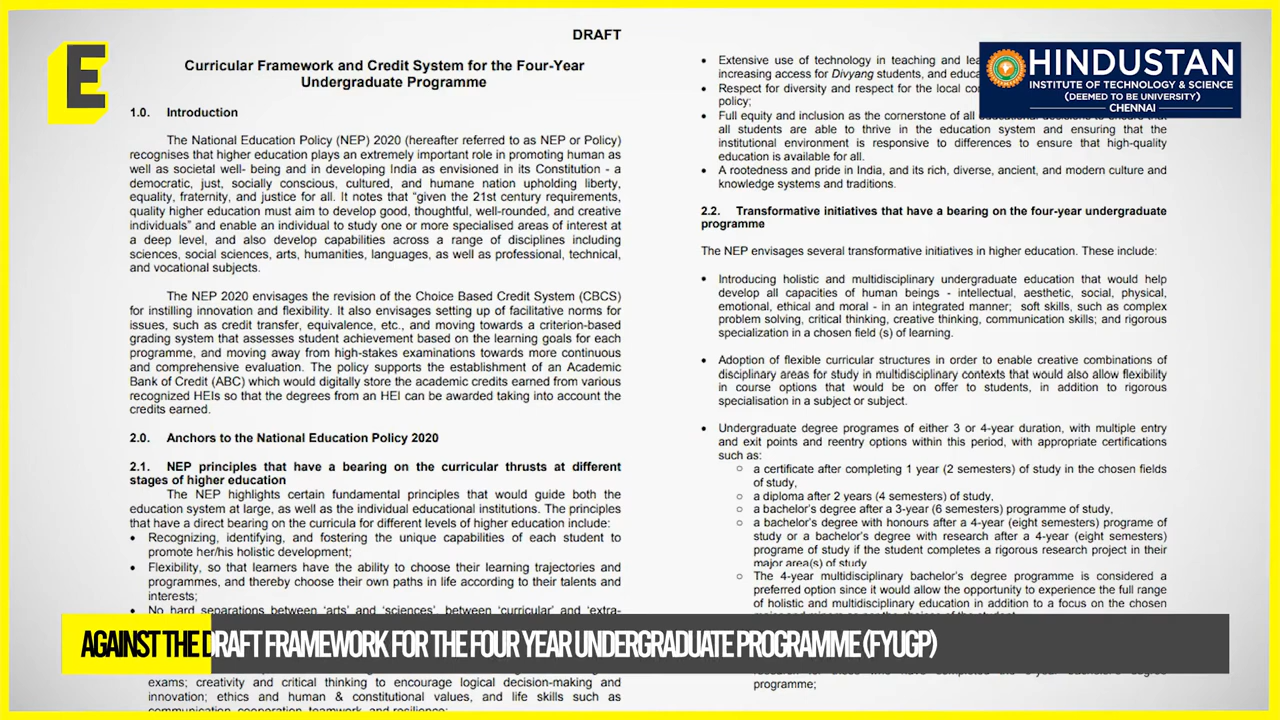 E
DRAFT
HINDUSTAN
INSTITUTE OF TECHNOLOGY & SCIENCE
(DEEMED TO BE UNIVERSITY)
CHENNAI
Curricular Framework and Credit System for the Four-Year
Undergraduate Programme
1.0. Introduction
The National Education Policy (NEP) 2020 (hereafter referred to as NEP or Policy)
recognises that higher education plays an extremely important role in promoting human as
well as societal well- being and in developing India as envisioned in its Constitution - a
democratic, just, socially conscious, cultured, and humane nation upholding liberty,
equality, fraternity, and justice for all. It notes that “given the 21st century requirements,
quality higher education must aim to develop good, thoughtful, well-rounded, and creative
individuals” and enable an individual to study one or more specialised areas of interest at
a deep level, and also develop capabilities across a range of disciplines including
sciences, social sciences, arts, humanities, languages, as well as professional, technical,
and vocational subjects.
The NEP 2020 envisages the revision of the Choice Based Credit System (CBCS)
for instilling innovation and flexibility. It also envisages setting up of facilitative norms for
issues, such as credit transfer, equivalence, etc., and moving towards a criterion-based
grading system that assesses student achievement based on the learning goals for each
programme, and moving away from high-stakes examinations towards more continuous
and comprehensive evaluation. The policy supports the establishment of an Academic
Bank of Credit (ABC) which would digitally store the academic credits earned from various
recognized HEIs so that the degrees from an HEI can be awarded taking into account the
credits earned.
2.0. Anchors to the National Education Policy 2020
2.1. NEP principles that have a bearing on the curricular thrusts at different
stages of higher education
The NEP highlights certain fundamental principles that would guide both the
education system at large, as well as the individual educational institutions. The principles
that have a direct bearing on the curricula for different levels of higher education include:
• Recognizing, identifying, and fostering the unique capabilities of each student to
promote her/his holistic development;
• Flexibility, so that learners have the ability to choose their learning trajectories and
programmes, and thereby choose their own paths in life according to their talents and
interests;
• No hard separations between ‘arts’ and ‘sciences’, between ‘curricular’ and ‘extra-
exams; creativity and critical thinking to encourage logical decision-making and
innovation; ethics and human & constitutional values, and life skills such as
communication, cooperation, teamwork, and resilience;
• Extensive use of technology in teaching and
increasing access for Divyang students, and
• Respect for diversity and respect for the local
policy;
• Full equity and inclusion as the cornerstone of all educational decisions to ensure that
all students are able to thrive in the education system and ensuring that the
institutional environment is responsive to differences to ensure that high-quality
education is available for all.
• A rootedness and pride in India, and its rich, diverse, ancient, and modern culture and
knowledge systems and traditions.
2.2. Transformative initiatives that have a bearing on the four-year undergraduate
programme
The NEP envisages several transformative initiatives in higher education. These include:
• Introducing holistic and multidisciplinary undergraduate education that would help
develop all capacities of human beings - intellectual, aesthetic, social, physical,
emotional, ethical and moral - in an integrated manner; soft skills, such as complex
problem solving, critical thinking, creative thinking, communication skills; and rigorous
specialization in a chosen field (s) of learning.
• Adoption of flexible curricular structures in order to enable creative combinations of
disciplinary areas for study in multidisciplinary contexts that would also allow flexibility
in course options that would be on offer to students, in addition to rigorous
specialisation in a subject or subject.
• Undergraduate degree programes of either 3 or 4-year duration, with multiple entry
and exit points and reentry options within this period, with appropriate certifications
such as:
○ a certificate after completing 1 year (2 semesters) of study in the chosen fields
of study,
○ a diploma after 2 years (4 semesters) of study,
○ a bachelor’s degree after a 3-year (6 semesters) programme of study,
○ a bachelor’s degree with honours after a 4-year (eight semesters) programe of
study or a bachelor’s degree with research after a 4-year (eight semesters)
programe of study if the student completes a rigorous research project in their
major area(s) of study
○ The 4-year multidisciplinary bachelor’s degree programme is considered a
preferred option since it would allow the opportunity to experience the full range
of holistic and multidisciplinary education in addition to a focus on the chosen
programme;
AGAINST THE DRAFT FRAMEWORK FOR THE FOUR YEAR UNDERGRADUATE PROGRAMME (FYUGP)